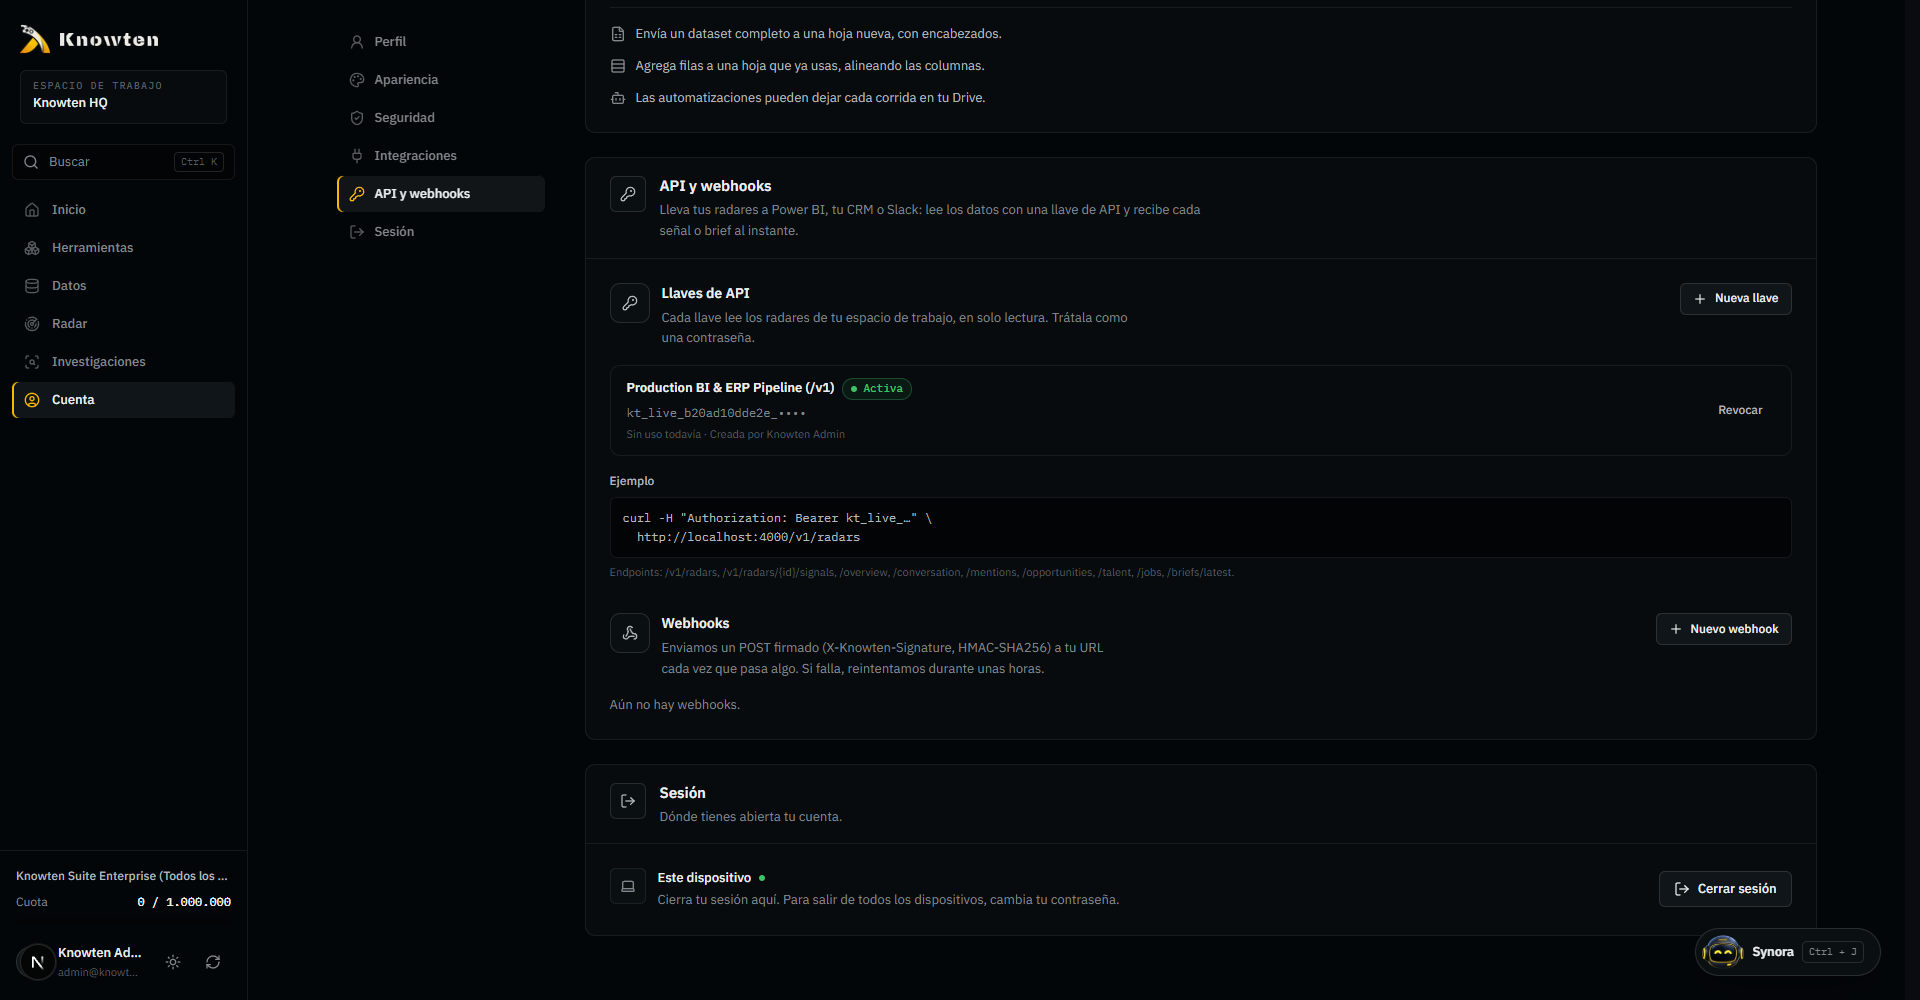 Knowten
ESPACIO DE TRABAJO
Knowten HQ
Buscar
Ctrl K
Inicio
Herramientas
Datos
Radar
Investigaciones
Cuenta
Knowten Suite Enterprise (Todos los ...
Cuota
0 / 1.000.000
N
Knowten Ad...
admin@knowt...
Perfil
Apariencia
Seguridad
Integraciones
API y webhooks
Sesión
Envía un dataset completo a una hoja nueva, con encabezados.
Agrega filas a una hoja que ya usas, alineando las columnas.
Las automatizaciones pueden dejar cada corrida en tu Drive.
API y webhooks
Lleva tus radares a Power BI, tu CRM o Slack: lee los datos con una llave de API y recibe cada
señal o brief al instante.
Llaves de API
Cada llave lee los radares de tu espacio de trabajo, en solo lectura. Trátala como
una contraseña.
Nueva llave
Production BI & ERP Pipeline (/v1)
Activa
kt_live_b20ad10dde2e_••••
Sin uso todavía · Creada por Knowten Admin
Revocar
Ejemplo
curl -H "Authorization: Bearer kt_live_…" \
http://localhost:4000/v1/radars
Endpoints: /v1/radars, /v1/radars/{id}/signals, /overview, /conversation, /mentions, /opportunities, /talent, /jobs, /briefs/latest.
Webhooks
Enviamos un POST firmado (X-Knowten-Signature, HMAC-SHA256) a tu URL
cada vez que pasa algo. Si falla, reintentamos durante unas horas.
Nuevo webhook
Aún no hay webhooks.
Sesión
Dónde tienes abierta tu cuenta.
Este dispositivo
Cierra tu sesión aquí. Para salir de todos los dispositivos, cambia tu contraseña.
Cerrar sesión
Synora
Ctrl + J